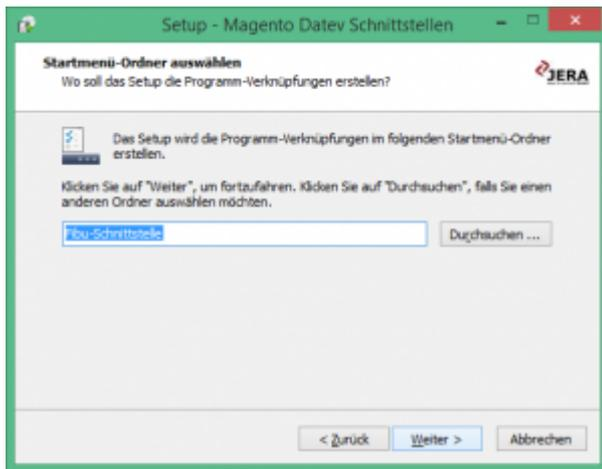 Setup - Magento Datev Schnittstellen
Startmenü-Ordner auswählen
Wo soll das Setup die Programm-Verknüpfungen erstellen?
JERA
Das Setup wird die Programm-Verknüpfungen im folgenden Startmenü-Ordner
erstellen.
Klicken Sie auf "Weiter", um fortzufahren. Klicken Sie auf "Durchsuchen", falls Sie einen
anderen Ordner auswählen möchten.
Fibu-Schnittstelle
Durchsuchen ...
< Zurück
Weiter >
Abbrechen